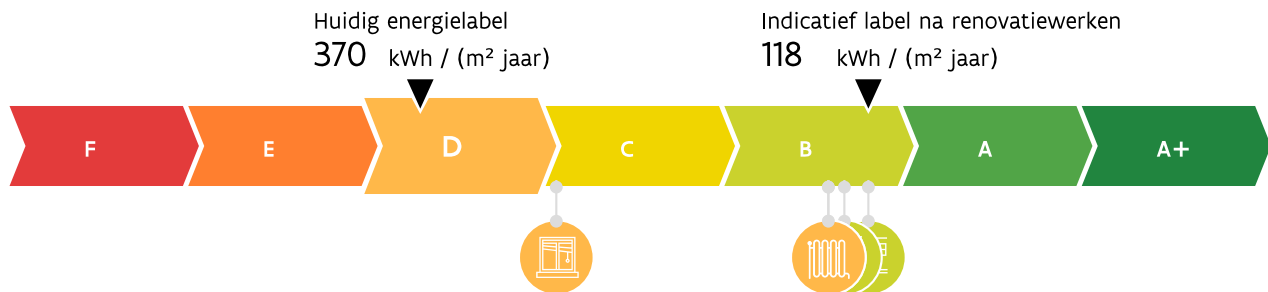 Huidig energielabel
370 kWh / (m² jaar)
Indicatief label na renovatiewerken
118 kWh / (m² jaar)
F E D C B A A+